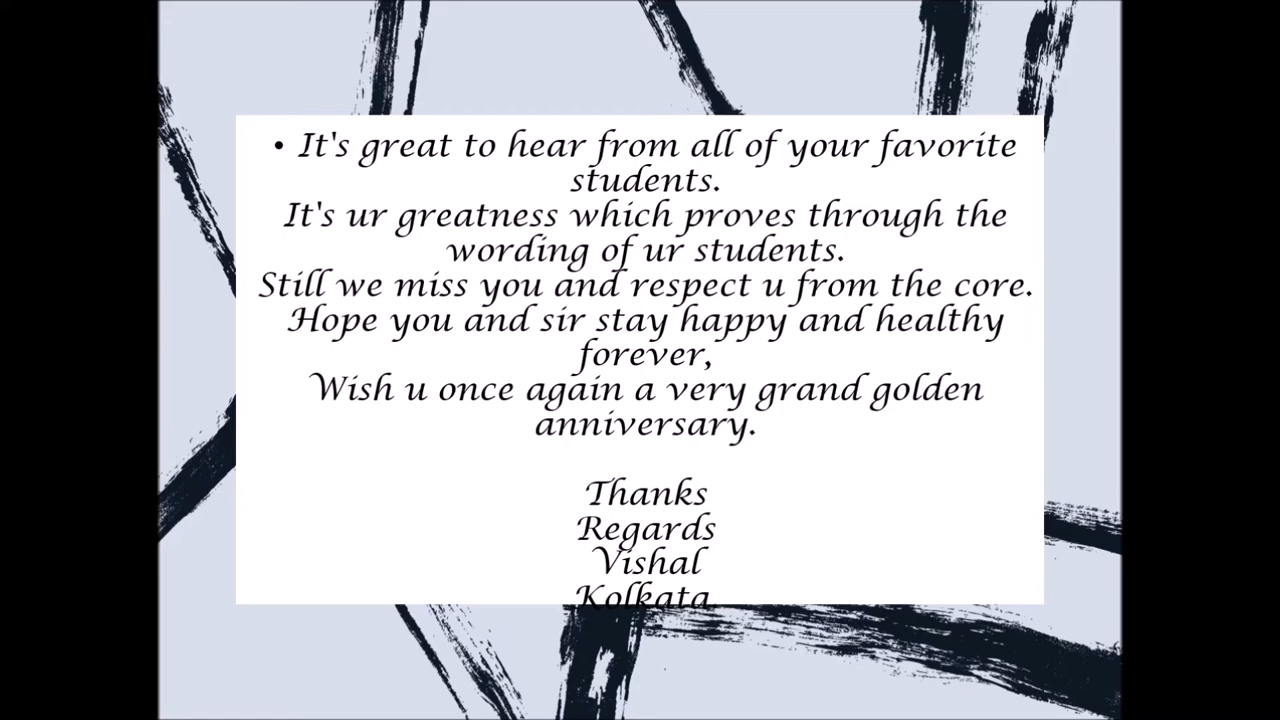 • It's great to hear from all of your favorite
students.
It's ur greatness which proves through the
wording of ur students.
Still we miss you and respect u from the core.
Hope you and sir stay happy and healthy
forever,
Wish u once again a very grand golden
anniversary.
Thanks
Regards
Vishal
Kolkata.